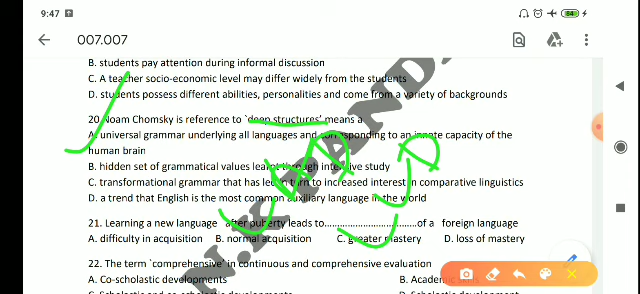 9:47
84
007.007
B. students pay attention during informal discussion
C. A teacher socio-economic level may differ widely from the students
D. students possess different abilities, personalities and come from a variety of backgrounds
20 Noam Chomsky is reference to `deep structures' means a
A. universal grammar underlying all languages and corresponding to an innate capacity of the
human brain
B. hidden set of grammatical values learnt through intensive study
C. transformational grammar that has led in turn to increased interest in comparative linguistics
D. a trend that English is the most common auxiliary language in the world
21. Learning a new language after puberty leads to..............................of a foreign language
A. difficulty in acquisition B. normal acquisition C. greater mastery D. loss of mastery
22. The term `comprehensive' in continuous and comprehensive evaluation
A. Co-scholastic developments B. Academic
N.K PANDA